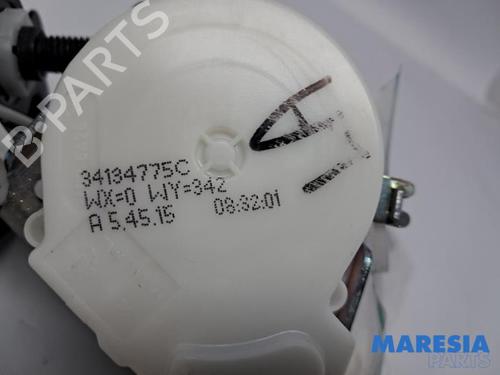 B-PARTS
34134775C
WX=0 WY=342
A 5.45.15 08:32:01
MARESIA
PARTS